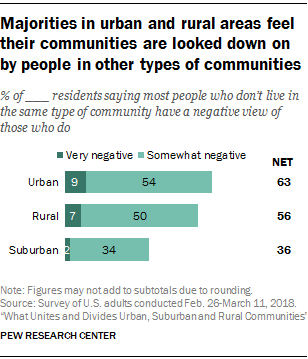 Majorities in urban and rural areas feel
their communities are looked down on
by people in other types of communities
% of ____ residents saying most people who don't live in
the same type of community have a negative view of
those who do
Very negative Somewhat negative NET
Urban 9 54 63
Rural 7 50 56
Suburban 2 34 36
Note: Figures may not add to subtotals due to rounding.
Source: Survey of U.S. adults conducted Feb. 26-March 11, 2018.
"What Unites and Divides Urban, Suburban and Rural Communities"
PEW RESEARCH CENTER